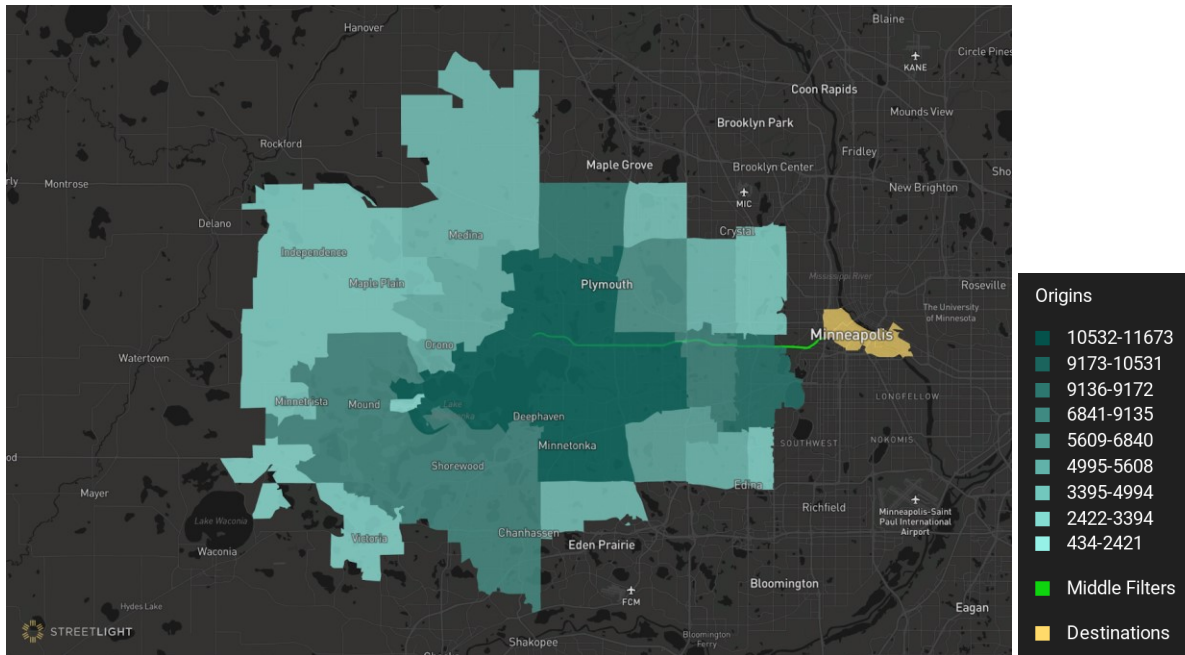 Hanover
Blaine
KANE
Circle Pines
Coon Rapids
Mounds View
Brooklyn Park
Rockford
Fridley
Maple Grove
Brooklyn Center
Montrose
New Brighton
MIC
Delano
Crystal
Medina
Independence
Mississippi River
Maple Plain
Plymouth
Roseville
The University
of Minnesota
Minneapolis
Orono
Watertown
LONGFELLOW
Minnetrista
Mound
Lake
Deephaven
Minnetonka
SOUTHWEST
NOKOMIS
Shorewood
Edina
Mayer
Richfield
Minneapolis-Saint
Paul International
Airport
Lake Waconia
Waconia
Victoria
Chanhassen
Eden Prairie
Bloomington
FCM
Hydes Lake
Eagan
STREETLIGHT
Shakopee
Bloomington
Ferry
Origins
10532-11673
9173-10531
9136-9172
6841-9135
5609-6840
4995-5608
3395-4994
2422-3394
434-2421
Middle Filters
Destinations